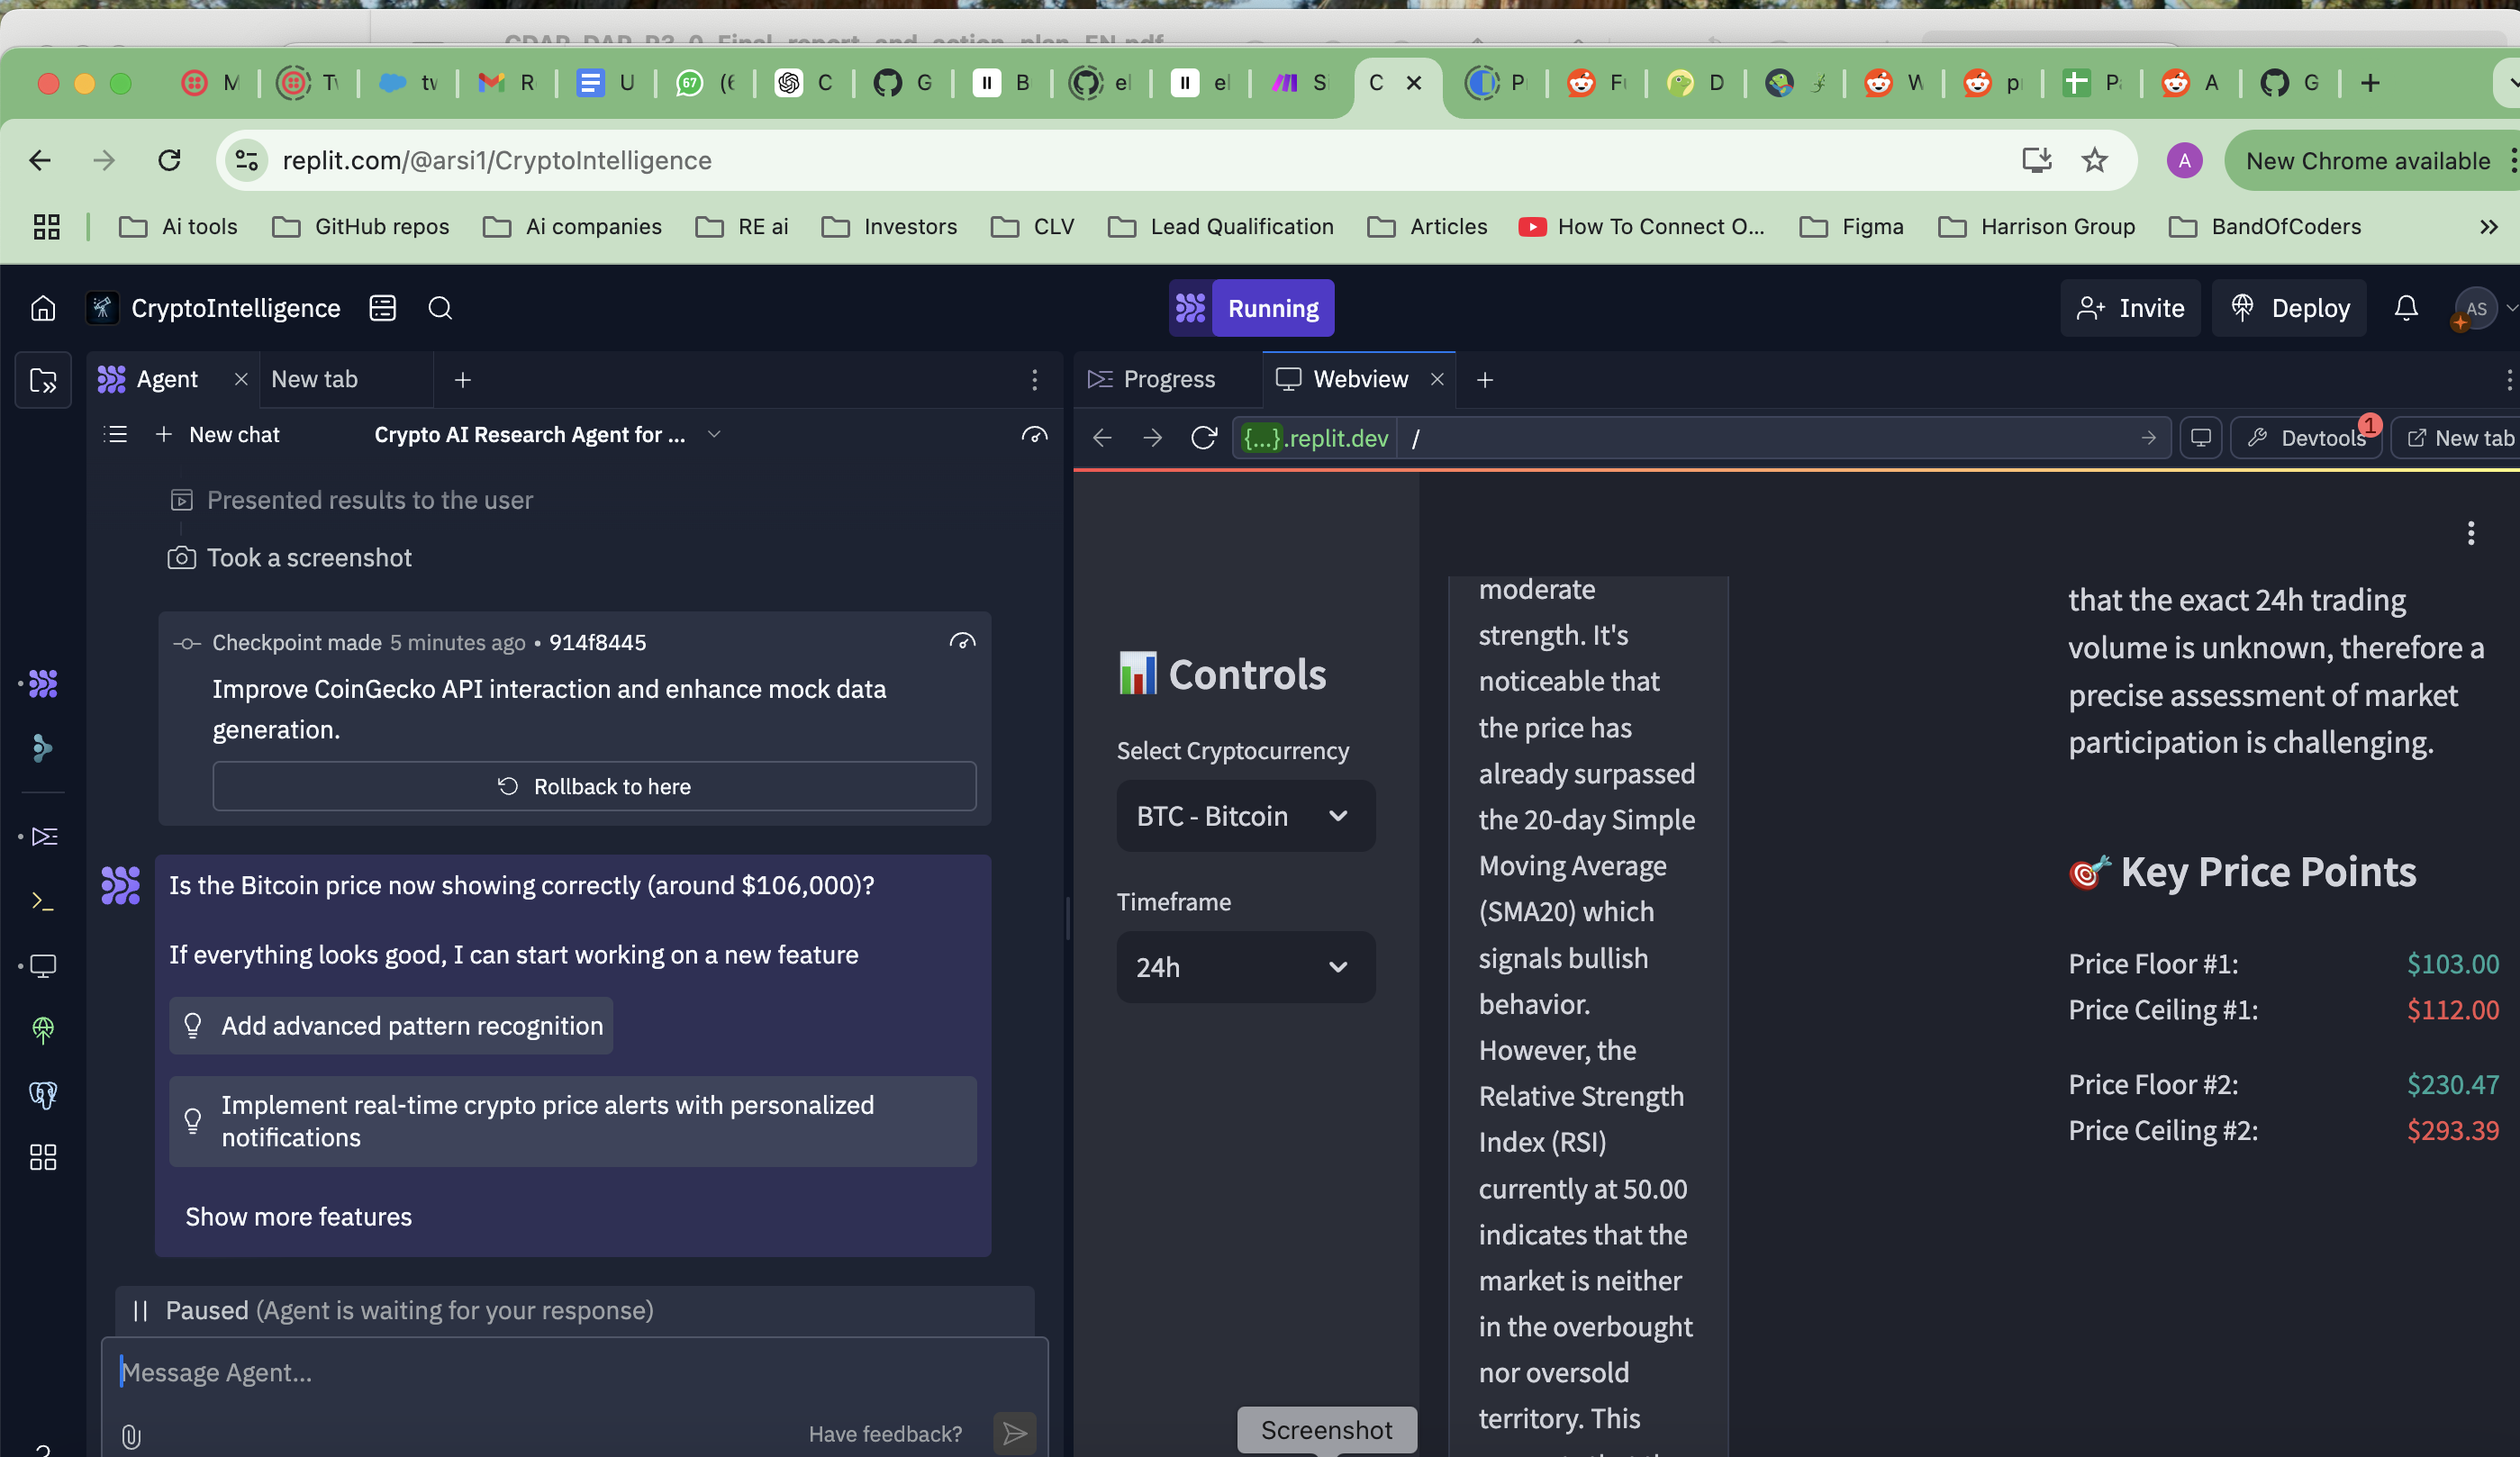 CDAP_DAP_P3_0_Final_report_and_action_plan_EN.pdf
M
Tv
tv
R
U
67
(6
C
G
B
el
el
S
C
P
F
D
W
p
P
A
G
replit.com/@arsi1/CryptoIntelligence
A
New Chrome available
Ai tools
GitHub repos
Ai companies
RE ai
Investors
CLV
Lead Qualification
Articles
How To Connect O...
Figma
Harrison Group
BandOfCoders
CryptoIntelligence
Running
Invite
Deploy
AS
Agent
New tab
New chat
Crypto AI Research Agent for ...
Presented results to the user
Took a screenshot
Checkpoint made 5 minutes ago • 914f8445
Improve CoinGecko API interaction and enhance mock data
generation.
Rollback to here
Is the Bitcoin price now showing correctly (around $106,000)?
If everything looks good, I can start working on a new feature
Add advanced pattern recognition
Implement real-time crypto price alerts with personalized
notifications
Show more features
Paused (Agent is waiting for your response)
Message Agent...
Have feedback?
Progress
Webview
{...}.replit.dev
/
Devtools
1
New tab
Controls
Select Cryptocurrency
BTC - Bitcoin
Timeframe
24h
moderate
strength. It's
noticeable that
the price has
already surpassed
the 20-day Simple
Moving Average
(SMA20) which
signals bullish
behavior.
However, the
Relative Strength
Index (RSI)
currently at 50.00
indicates that the
market is neither
in the overbought
nor oversold
territory. This
that the exact 24h trading
volume is unknown, therefore a
precise assessment of market
participation is challenging.
Key Price Points
Price Floor #1: $103.00
Price Ceiling #1: $112.00
Price Floor #2: $230.47
Price Ceiling #2: $293.39
Screenshot